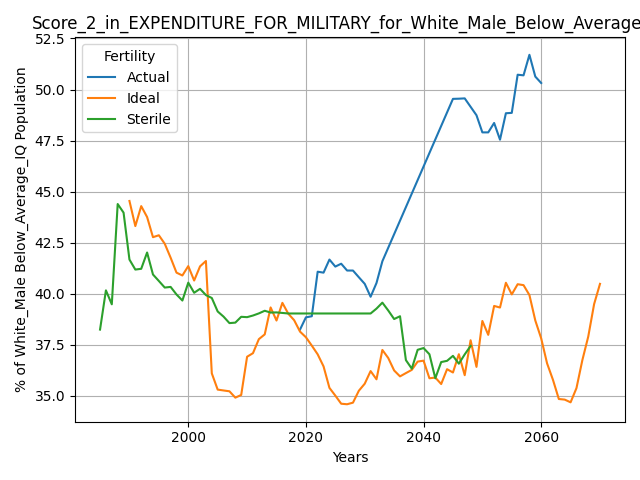 Score_2_in_EXPENDITURE_FOR_MILITARY_for_White_Male_Below_Average
Fertility
Actual
Ideal
Sterile
% of White_Male Below_Average_IQ Population
52.5
50.0
47.5
45.0
42.5
40.0
37.5
35.0
2000 2020 2040 2060
Years